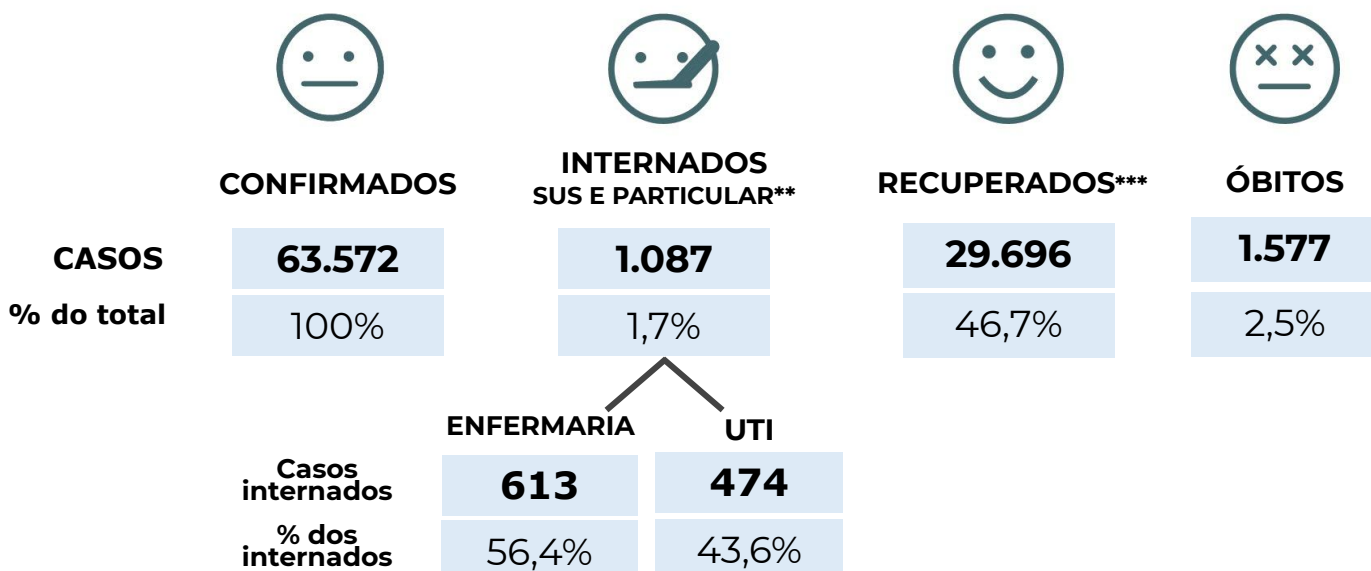 CONFIRMADOS
INTERNADOS
SUS E PARTICULAR**
RECUPERADOS***
ÓBITOS
CASOS
63.572
1.087
29.696
1.577
% do total
100%
1,7%
46,7%
2,5%
ENFERMARIA
UTI
Casos
internados
613
474
% dos
internados
56,4%
43,6%